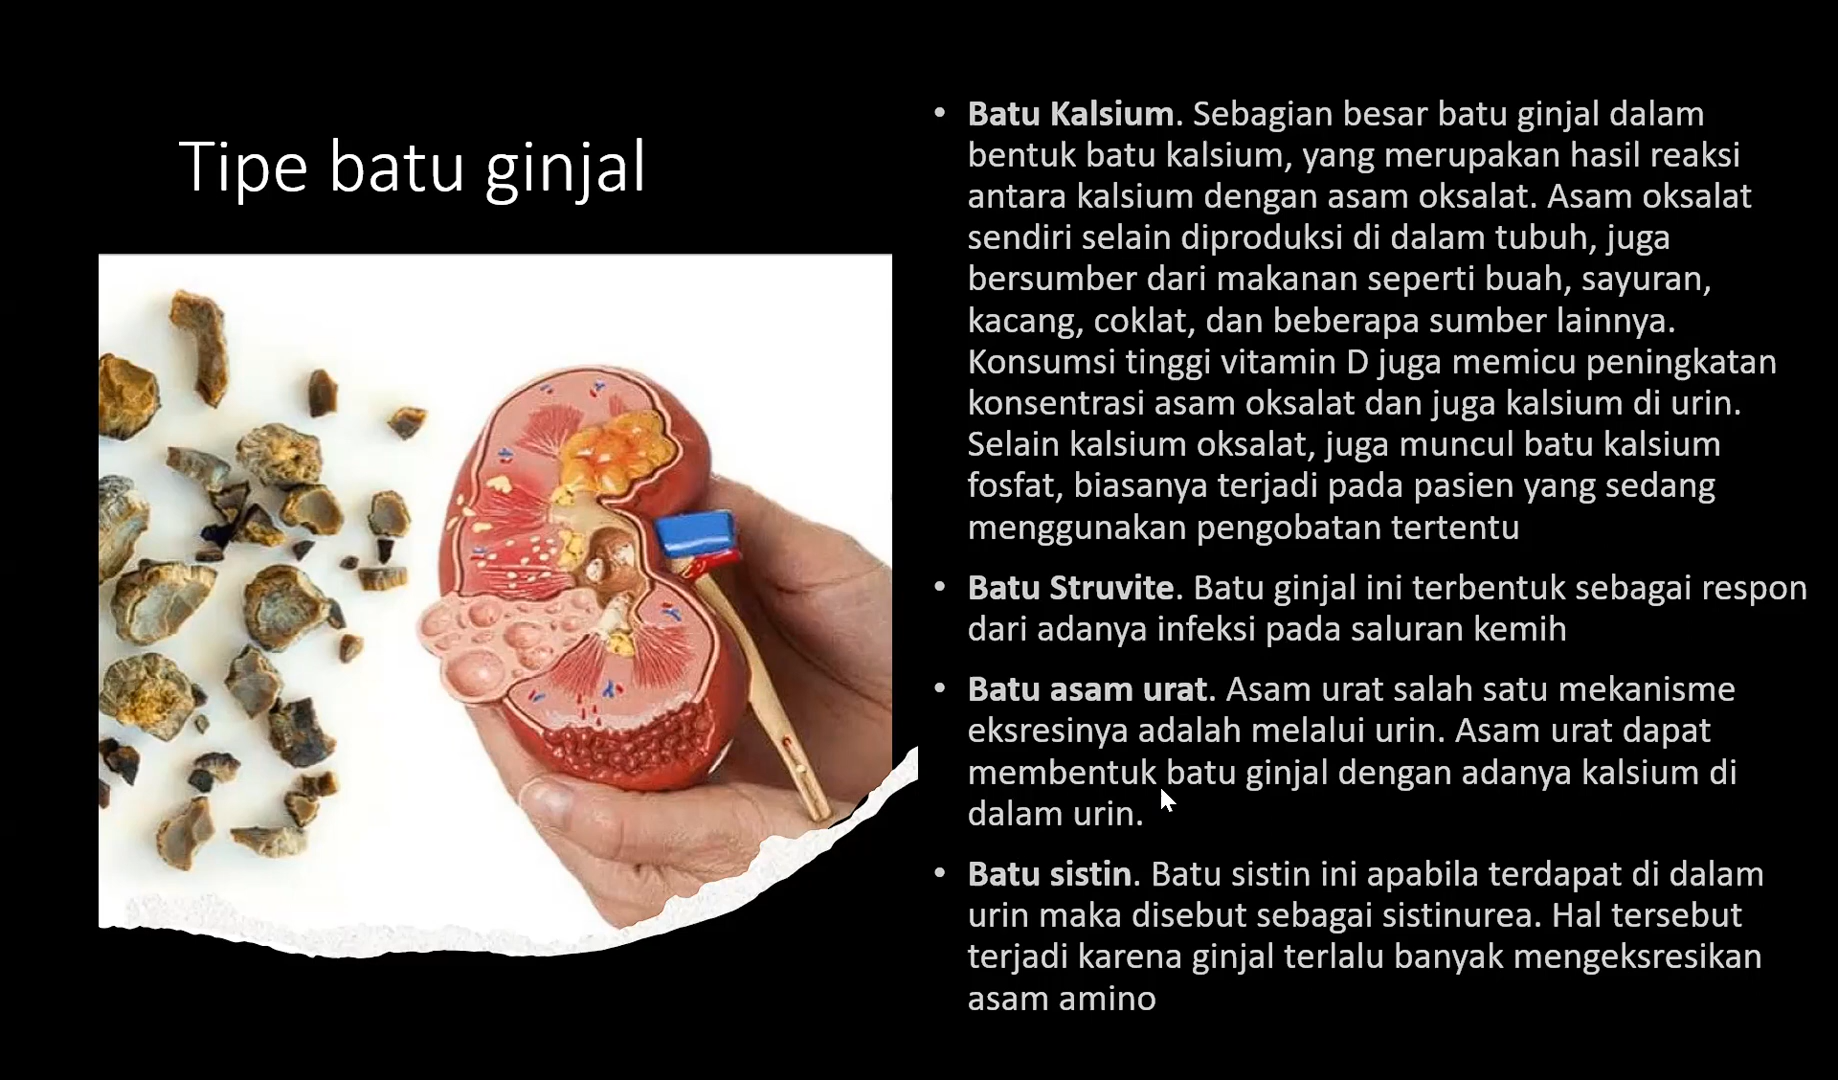 Tipe batu ginjal
• Batu Kalsium. Sebagian besar batu ginjal dalam
bentuk batu kalsium, yang merupakan hasil reaksi
antara kalsium dengan asam oksalat. Asam oksalat
sendiri selain diproduksi di dalam tubuh, juga
bersumber dari makanan seperti buah, sayuran,
kacang, coklat, dan beberapa sumber lainnya.
Konsumsi tinggi vitamin D juga memicu peningkatan
konsentrasi asam oksalat dan juga kalsium di urin.
Selain kalsium oksalat, juga muncul batu kalsium
fosfat, biasanya terjadi pada pasien yang sedang
menggunakan pengobatan tertentu
• Batu Struvite. Batu ginjal ini terbentuk sebagai respon
dari adanya infeksi pada saluran kemih
• Batu asam urat. Asam urat salah satu mekanisme
eksresinya adalah melalui urin. Asam urat dapat
membentuk batu ginjal dengan adanya kalsium di
dalam urin.
• Batu sistin. Batu sistin ini apabila terdapat di dalam
urin maka disebut sebagai sistinurea. Hal tersebut
terjadi karena ginjal terlalu banyak mengeksresikan
asam amino